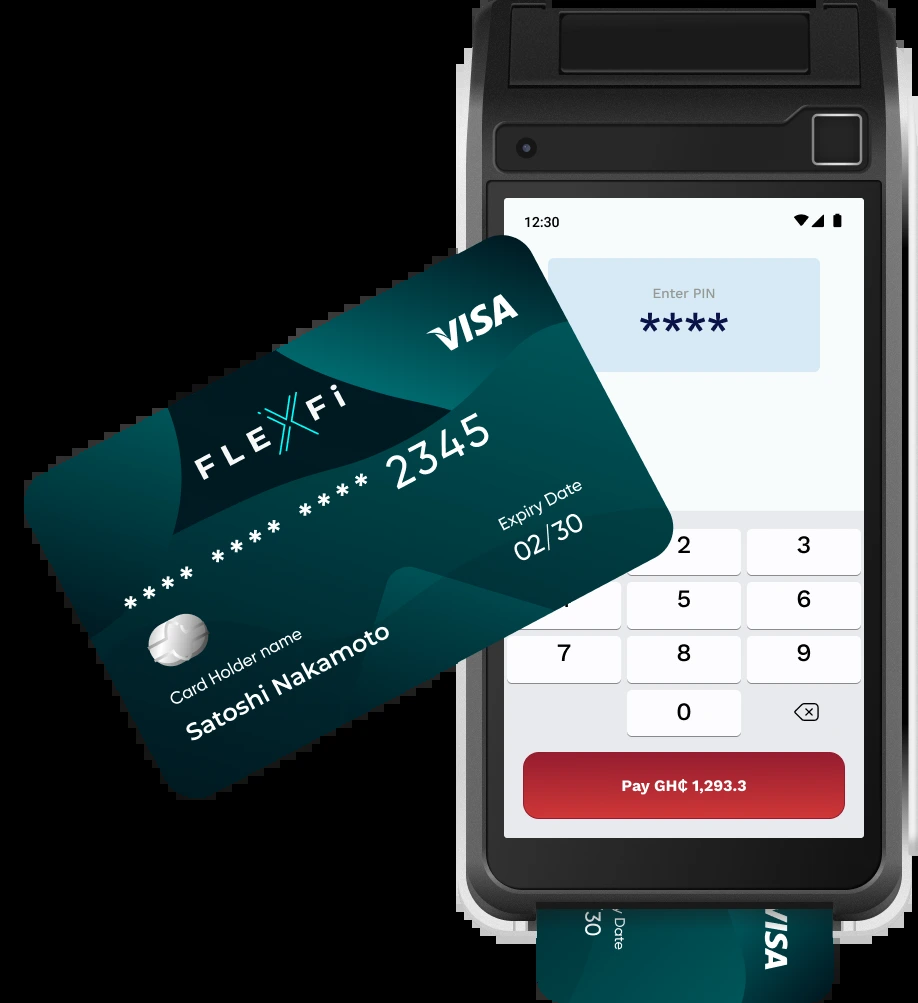 12:30
Enter PIN
****
VISA
FLEXFi
**** **** **** 2345
Expiry Date
02/30
Card Holder name
Satoshi Nakamoto
2
3
5
6
7
8
9
0
Pay GH₵ 1,293.3
Date
/30
VISA